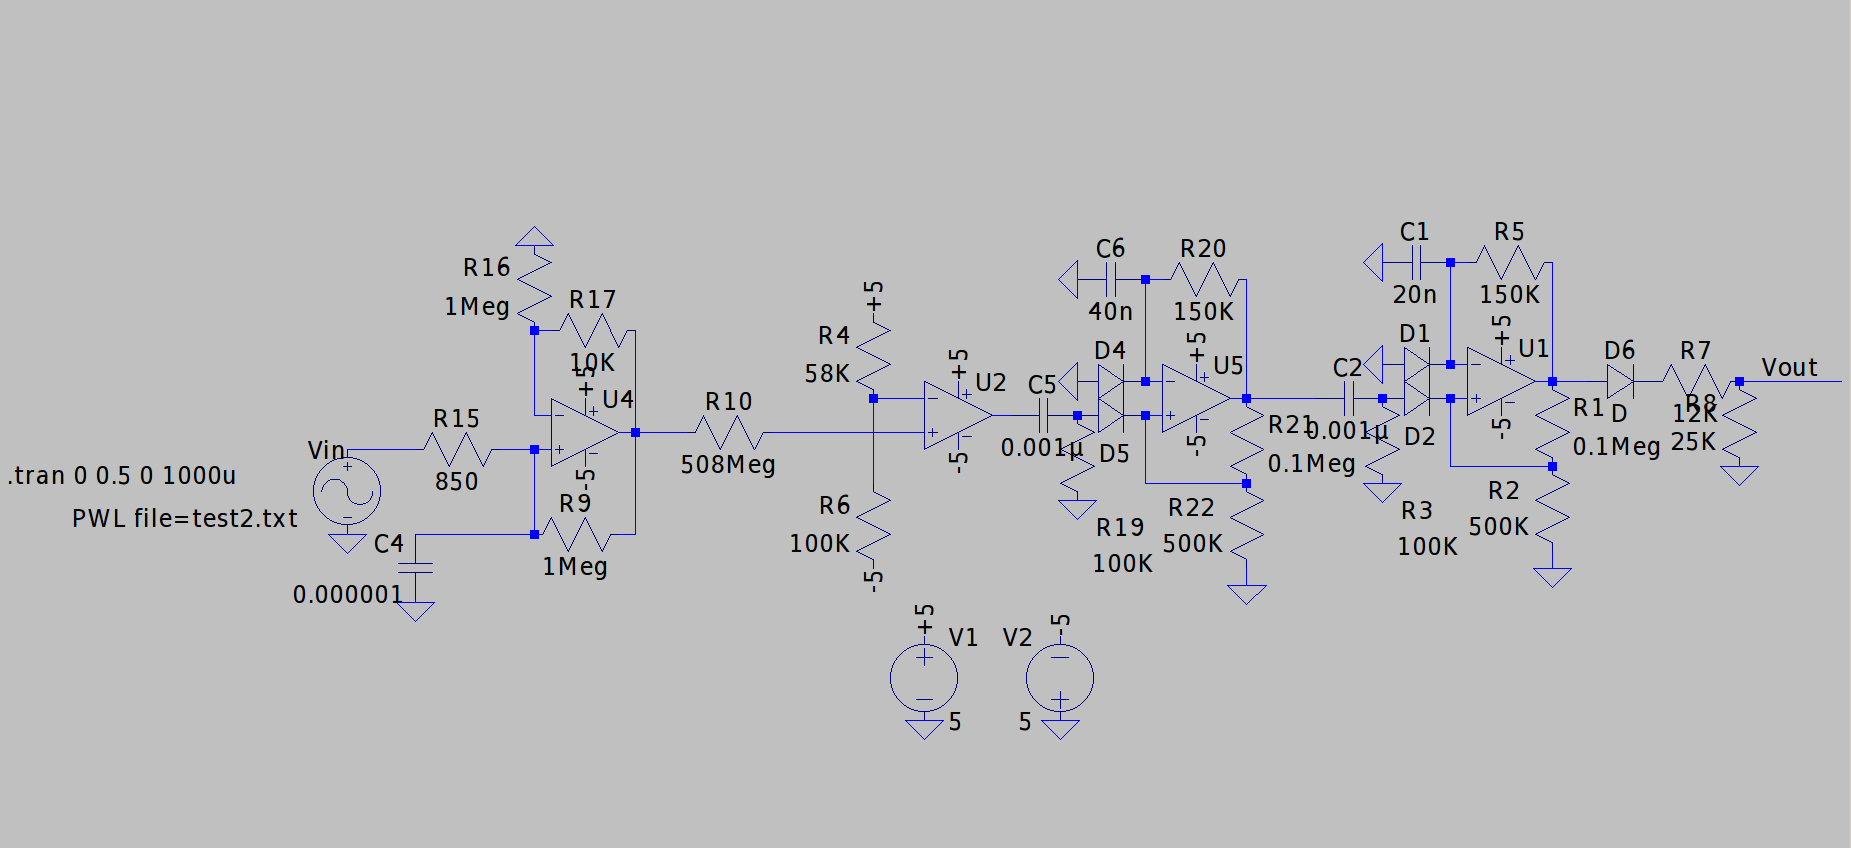 C1
R5
C6
R20
20n
150K
R16
1Meg
R17
10K
+5
40n
150K
+5
+5
R4
58K
+5
D4
+5
U5
D1
U1
D6
R7
Vout
U2
C5
C2
U4
R15
R10
Vin
850
508Meg
-5
-5
-5
-5
0.001µ
D5
R21
0.1Meg
0.001µ
D2
R1
0.1Meg
D
12K
R8
25K
.tran 0 0.5 0 1000u
PWL file=test2.txt
R9
1Meg
C4
0.000001
R6
100K
-5
R19
100K
R22
500K
R3
100K
R2
500K
+5
V1
5
-5
V2
5